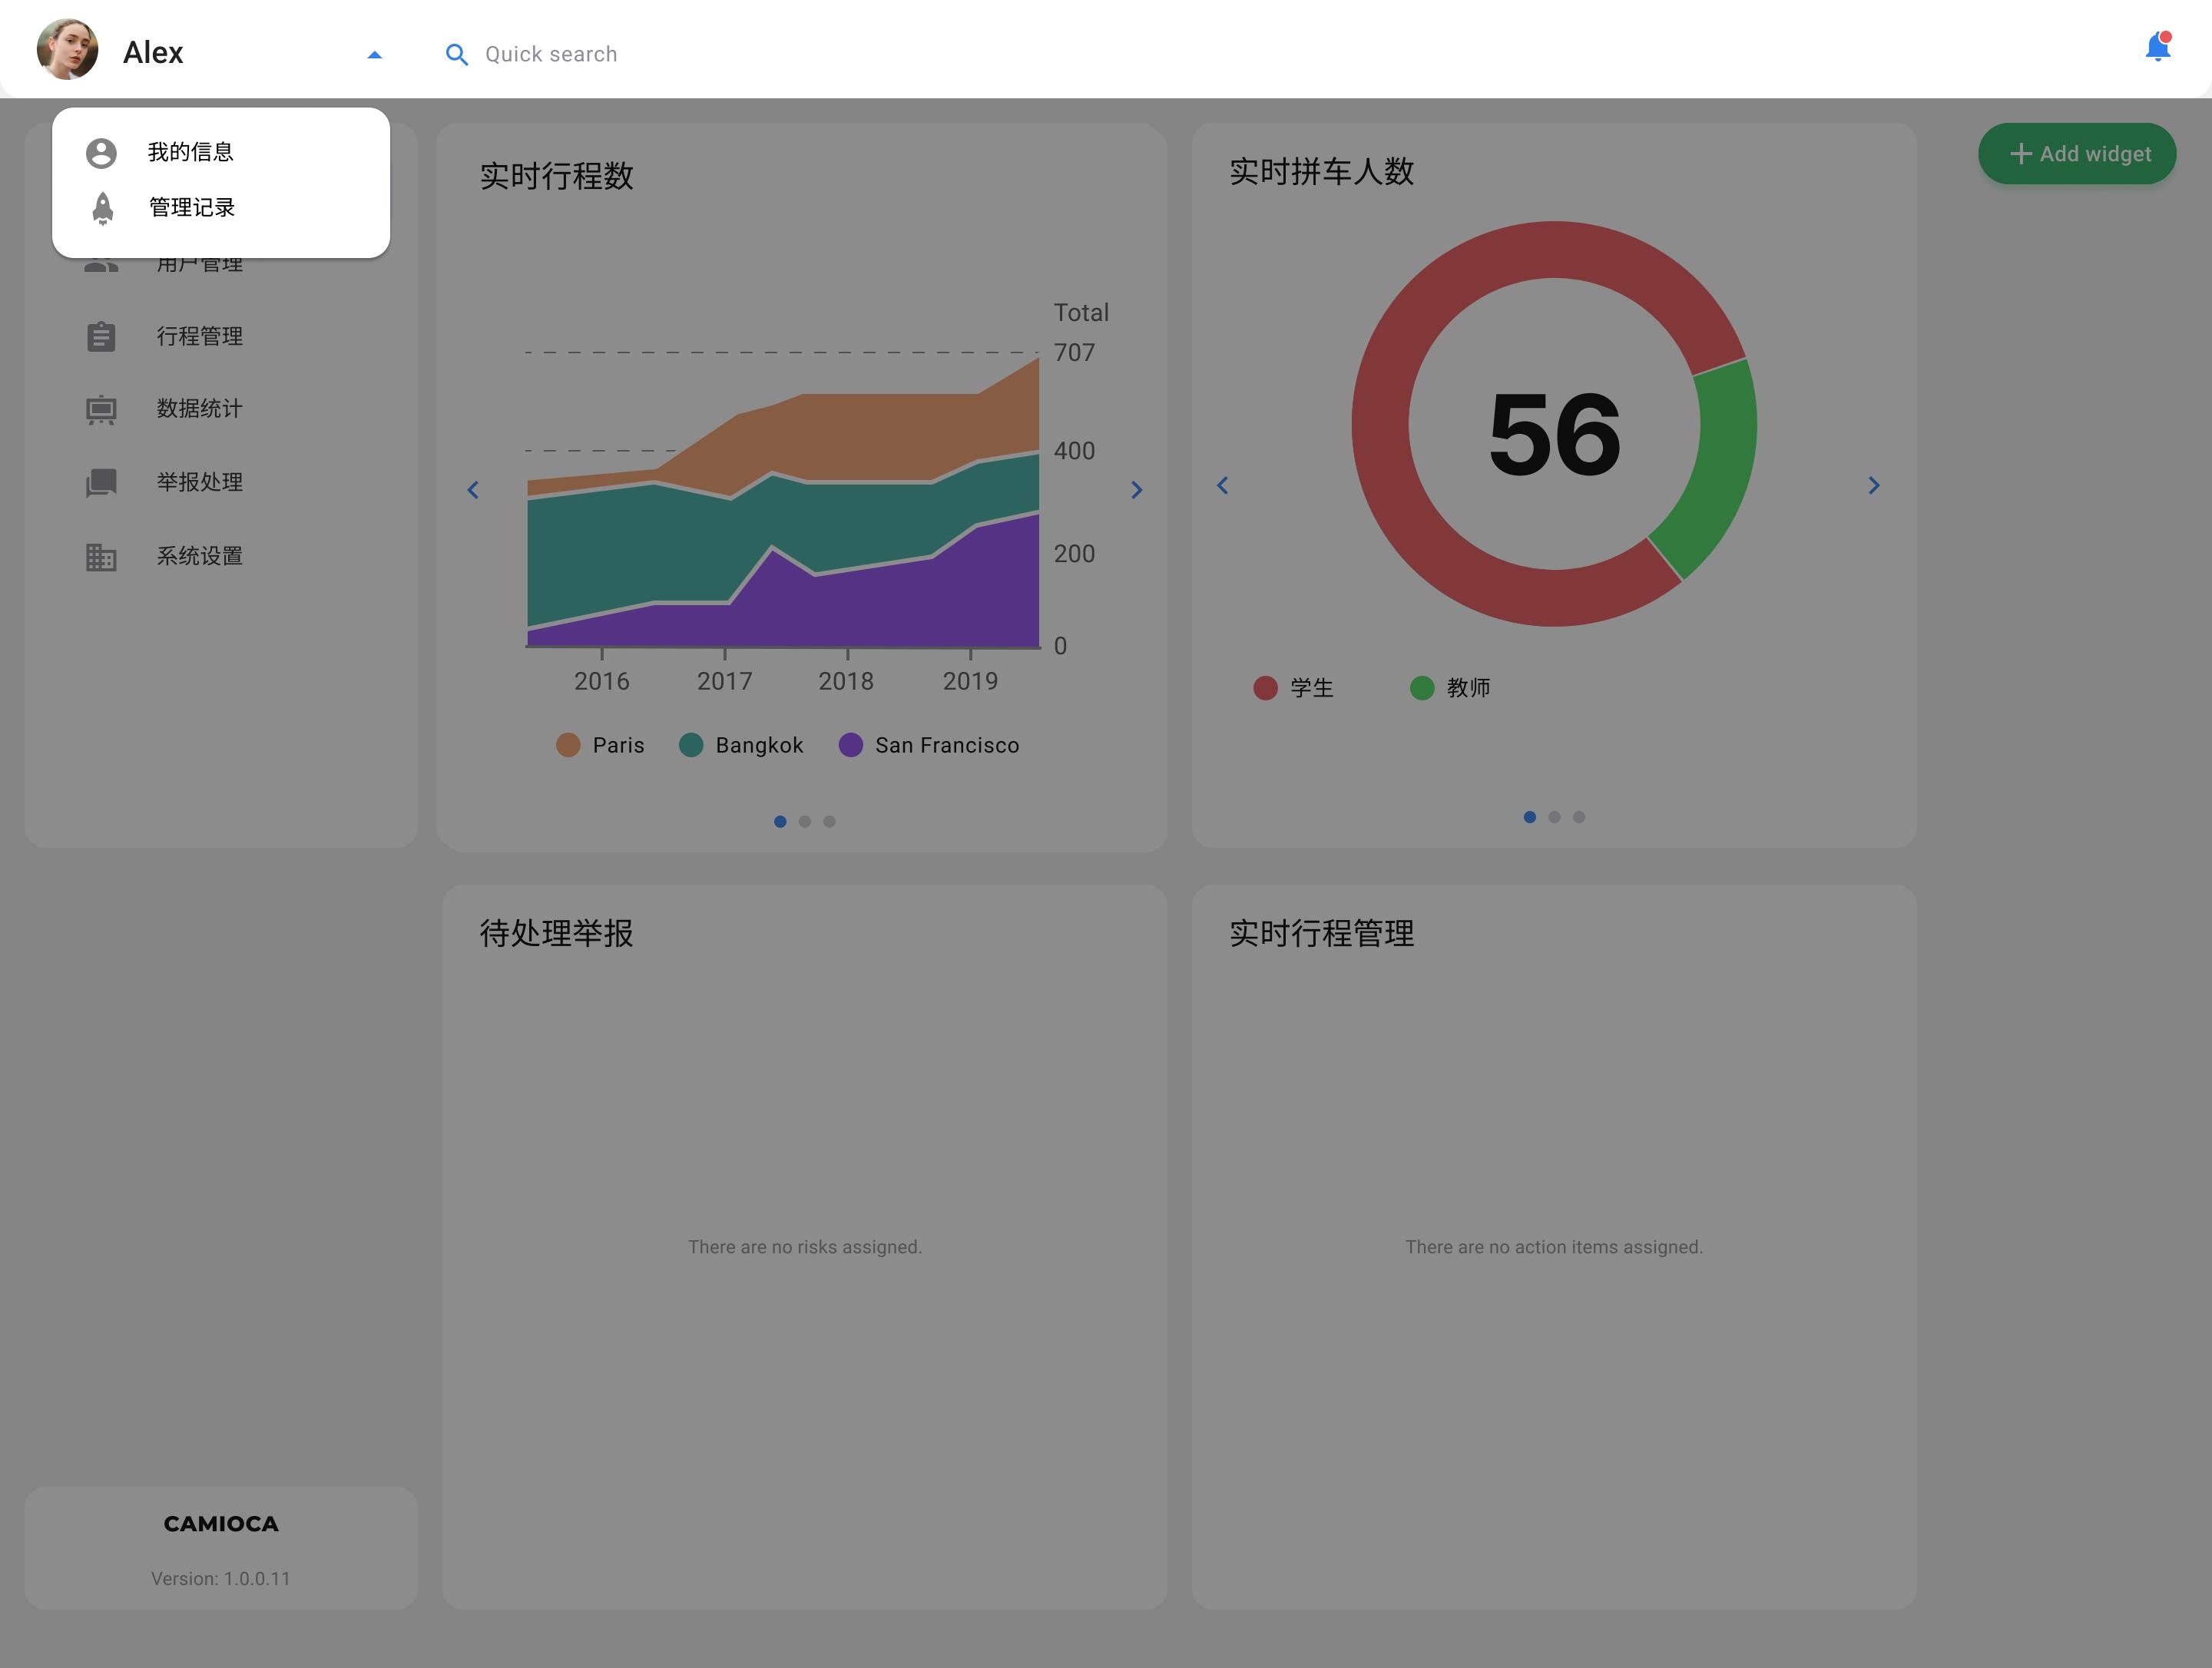 Alex
Quick search
我的信息
管理记录
用户管理
行程管理
数据统计
举报处理
系统设置
实时行程数
Total
707
400
200
0
2016 2017 2018 2019
Paris Bangkok San Francisco
实时拼车人数
56
学生 教师
Add widget
待处理举报
There are no risks assigned.
实时行程管理
There are no action items assigned.
CAMIOCA
Version: 1.0.0.11